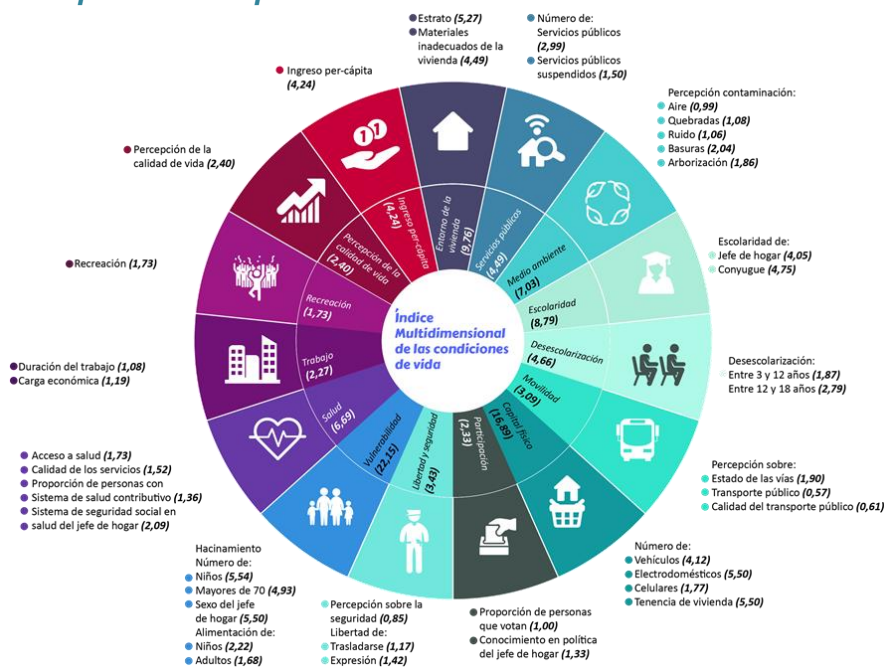 Estrato (5,27)
Materiales
inadecuados de la
vivienda (4,49)
Número de:
Servicios públicos
(2,99)
Servicios públicos
suspendidos (1,50)
Ingreso per-cápita
(4,24)
Percepción contaminación:
Aire (0,99)
Quebradas (1,08)
Ruido (1,06)
Basuras (2,04)
Arborización (1,86)
Percepción de la
calidad de vida (2,40)
Escolaridad de:
Jefe de hogar (4,05)
Conyugue (4,75)
Recreación (1,73)
Desescolarización:
Entre 3 y 12 años (1,87)
Entre 12 y 18 años (2,79)
Duración del trabajo (1,08)
Carga económica (1,19)
Acceso a salud (1,73)
Calidad de los servicios (1,52)
Proporción de personas con
Sistema de salud contributivo (1,36)
Sistema de seguridad social en
salud del jefe de hogar (2,09)
Percepción sobre:
Estado de las vías (1,90)
Transporte público (0,57)
Calidad del transporte público (0,61)
Hacinamiento
Número de:
Niños (5,54)
Mayores de 70 (4,93)
Sexo del jefe
de hogar (5,50)
Alimentación de:
Niños (2,22)
Adultos (1,68)
Percepción sobre la
seguridad (0,85)
Libertad de:
Trasladarse (1,17)
Expresión (1,42)
Proporción de personas
que votan (1,00)
Conocimiento en política
del jefe de hogar (1,33)
Número de:
Vehículos (4,12)
Electrodomésticos (5,50)
Celulares (1,77)
Tenencia de vivienda (5,50)
Entorno de la
vivienda
(9,76)
Servicios públicos
(4,49)
Medio ambiente
(7,03)
Escolaridad
(8,79)
Desescolarización
(4,66)
Movilidad
(3,09)
Capital físico
(16,89)
Participación
(2,33)
Libertad y seguridad
(3,43)
Vulnerabilidad
(22,15)
Salud
(6,69)
Trabajo
(2,27)
Recreación
(1,73)
Percepción de la
calidad de vida
(2,40)
Ingreso per-cápita
(4,24)
Índice
Multidimensional
de las condiciones
de vida